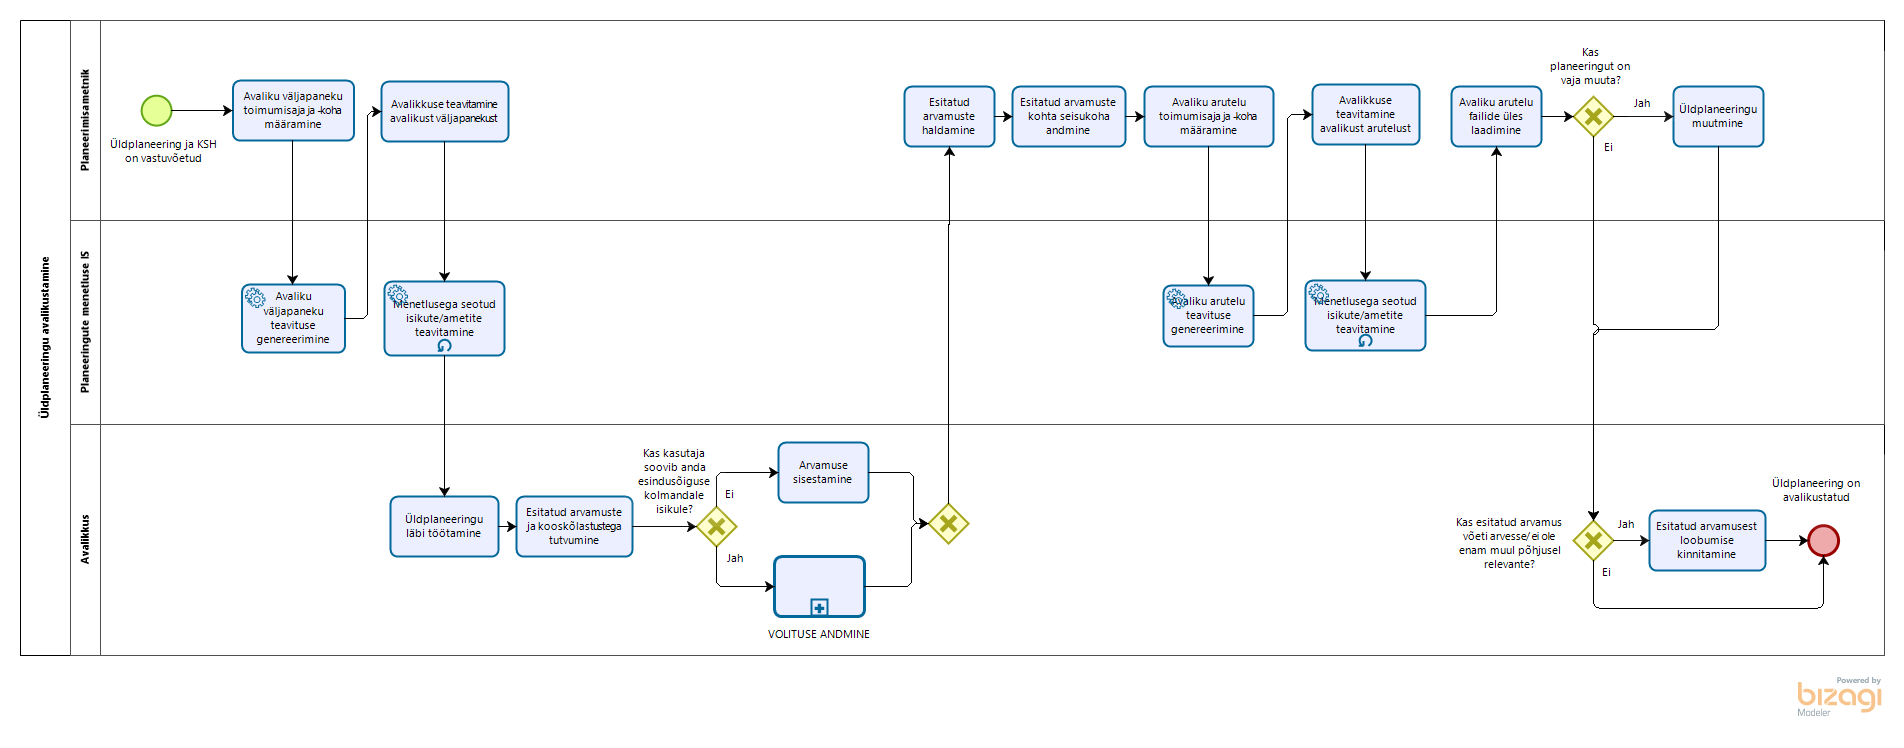 Üldplaneeringu avalikustamine
Planeerimisametnik
Üldplaneering ja KSH
on vastuvõetud
Avaliku väljapaneku
toimumisaja ja -koha
määramine
Avalikkuse teavitamine
avalikust väljapanekust
Esitatud
arvamuste
haldamine
Esitatud arvamuste
kohta seisukoha
andmine
Avaliku arutelu
toimumisaja ja -koha
määramine
Avalikkuse
teavitamine
avalikust arutelust
Avaliku arutelu
failide üles
laadimine
Kas
planeeringut on
vaja muuta?
Jah
Ei
Üldplaneeringu
muutmine
Planeeringute menetluse IS
Avaliku
väljapaneku
teavituse
genereerimine
Menetlusega seotud
isikute/ametite
teavitamine
Avaliku arutelu
teavituse
genereerimine
Menetlusega seotud
isikute/ametite
teavitamine
Avalikkus
Üldplaneeringu
läbi töötamine
Esitatud arvamuste
ja kooskõlastustega
tutvumine
Kas kasutaja
soovib anda
esindusõiguse
kolmandale
isikule?
Ei
Jah
Arvamuse
sisestamine
VOLITUSE ANDMINE
Kas esitatud arvamus
võeti arvesse/ei ole
enam muul põhjusel
relevante?
Jah
Ei
Esitatud arvamusest
loobumise
kinnitamine
Üldplaneering on
avalikustatud
Powered by
bizagi
Modeler